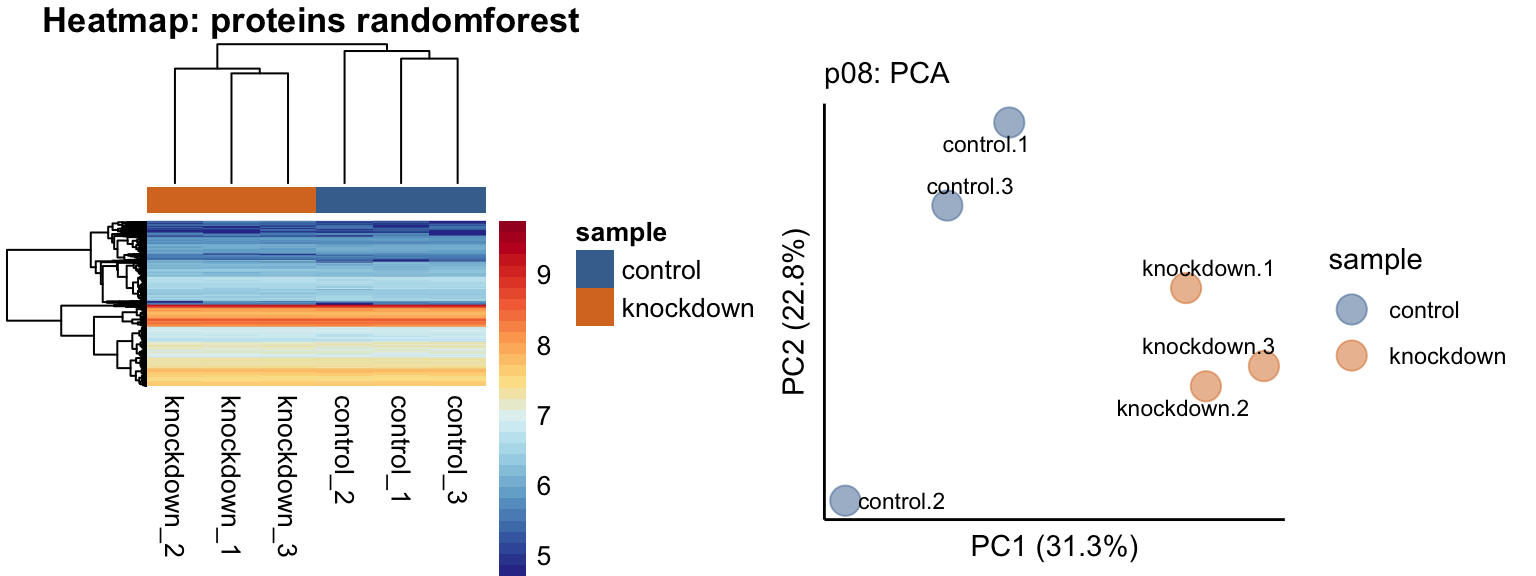 Heatmap: proteins randomforest
sample
control
knockdown
9
8
7
6
5
knockdown_2
knockdown_1
knockdown_3
control_2
control_1
control_3
p08: PCA
control.1
control.3
knockdown.1
knockdown.3
knockdown.2
control.2
PC2 (22.8%)
PC1 (31.3%)
sample
control
knockdown